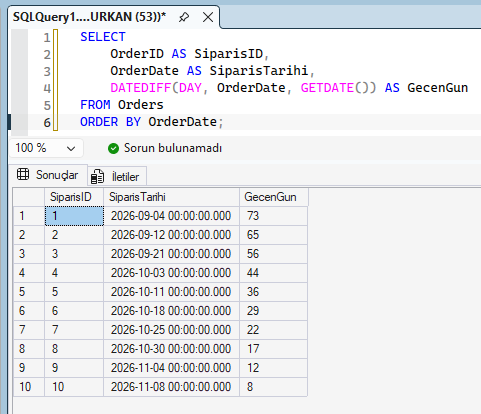 SQLQuery1....URKAN (53))*
1 SELECT
2 OrderID AS SiparisID,
3 OrderDate AS SiparisTarihi,
4 DATEDIFF(DAY, OrderDate, GETDATE()) AS GecenGun
5 FROM Orders
6 ORDER BY OrderDate;
100 % Sorun bulunamadı
Sonuçlar İletiler
SiparisID SiparisTarihi GecenGun
1 1 2026-09-04 00:00:00.000 73
2 2 2026-09-12 00:00:00.000 65
3 3 2026-09-21 00:00:00.000 56
4 4 2026-10-03 00:00:00.000 44
5 5 2026-10-11 00:00:00.000 36
6 6 2026-10-18 00:00:00.000 29
7 7 2026-10-25 00:00:00.000 22
8 8 2026-10-30 00:00:00.000 17
9 9 2026-11-04 00:00:00.000 12
10 10 2026-11-08 00:00:00.000 8